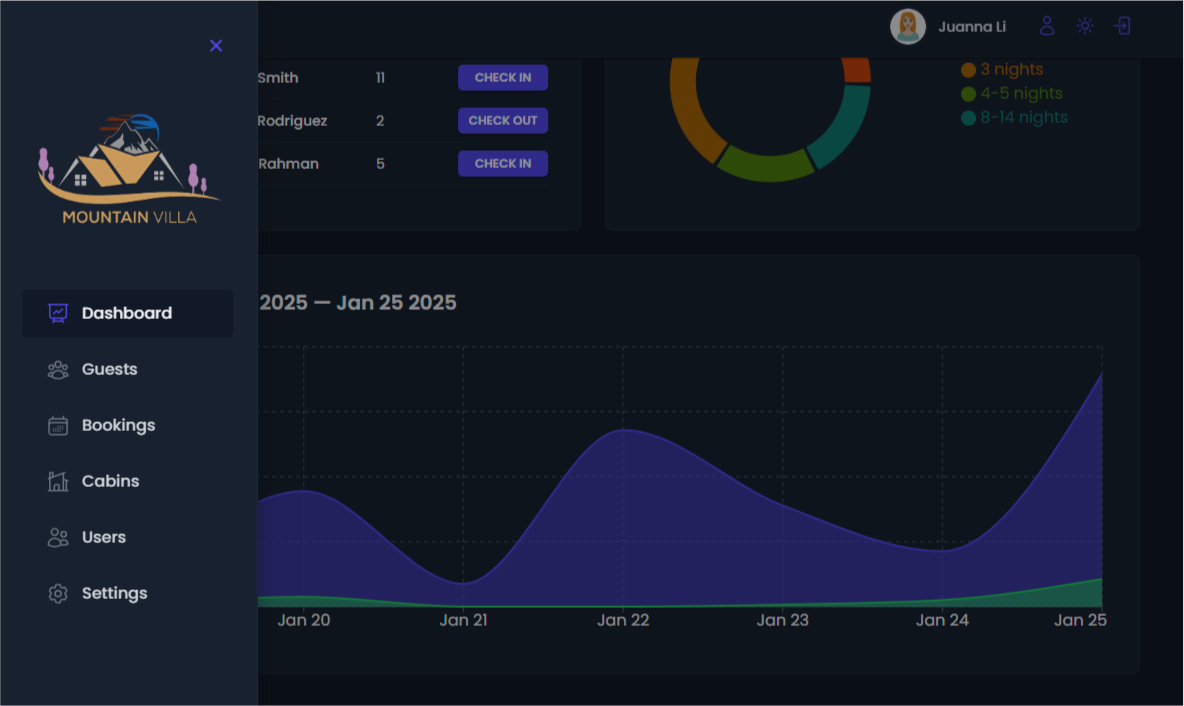 Juanna Li
MOUNTAIN VILLA
Dashboard
Guests
Bookings
Cabins
Users
Settings
Smith 11 CHECK IN
Rodriguez 2 CHECK OUT
Rahman 5 CHECK IN
3 nights
4-5 nights
8-14 nights
2025 — Jan 25 2025
Jan 20 Jan 21 Jan 22 Jan 23 Jan 24 Jan 25